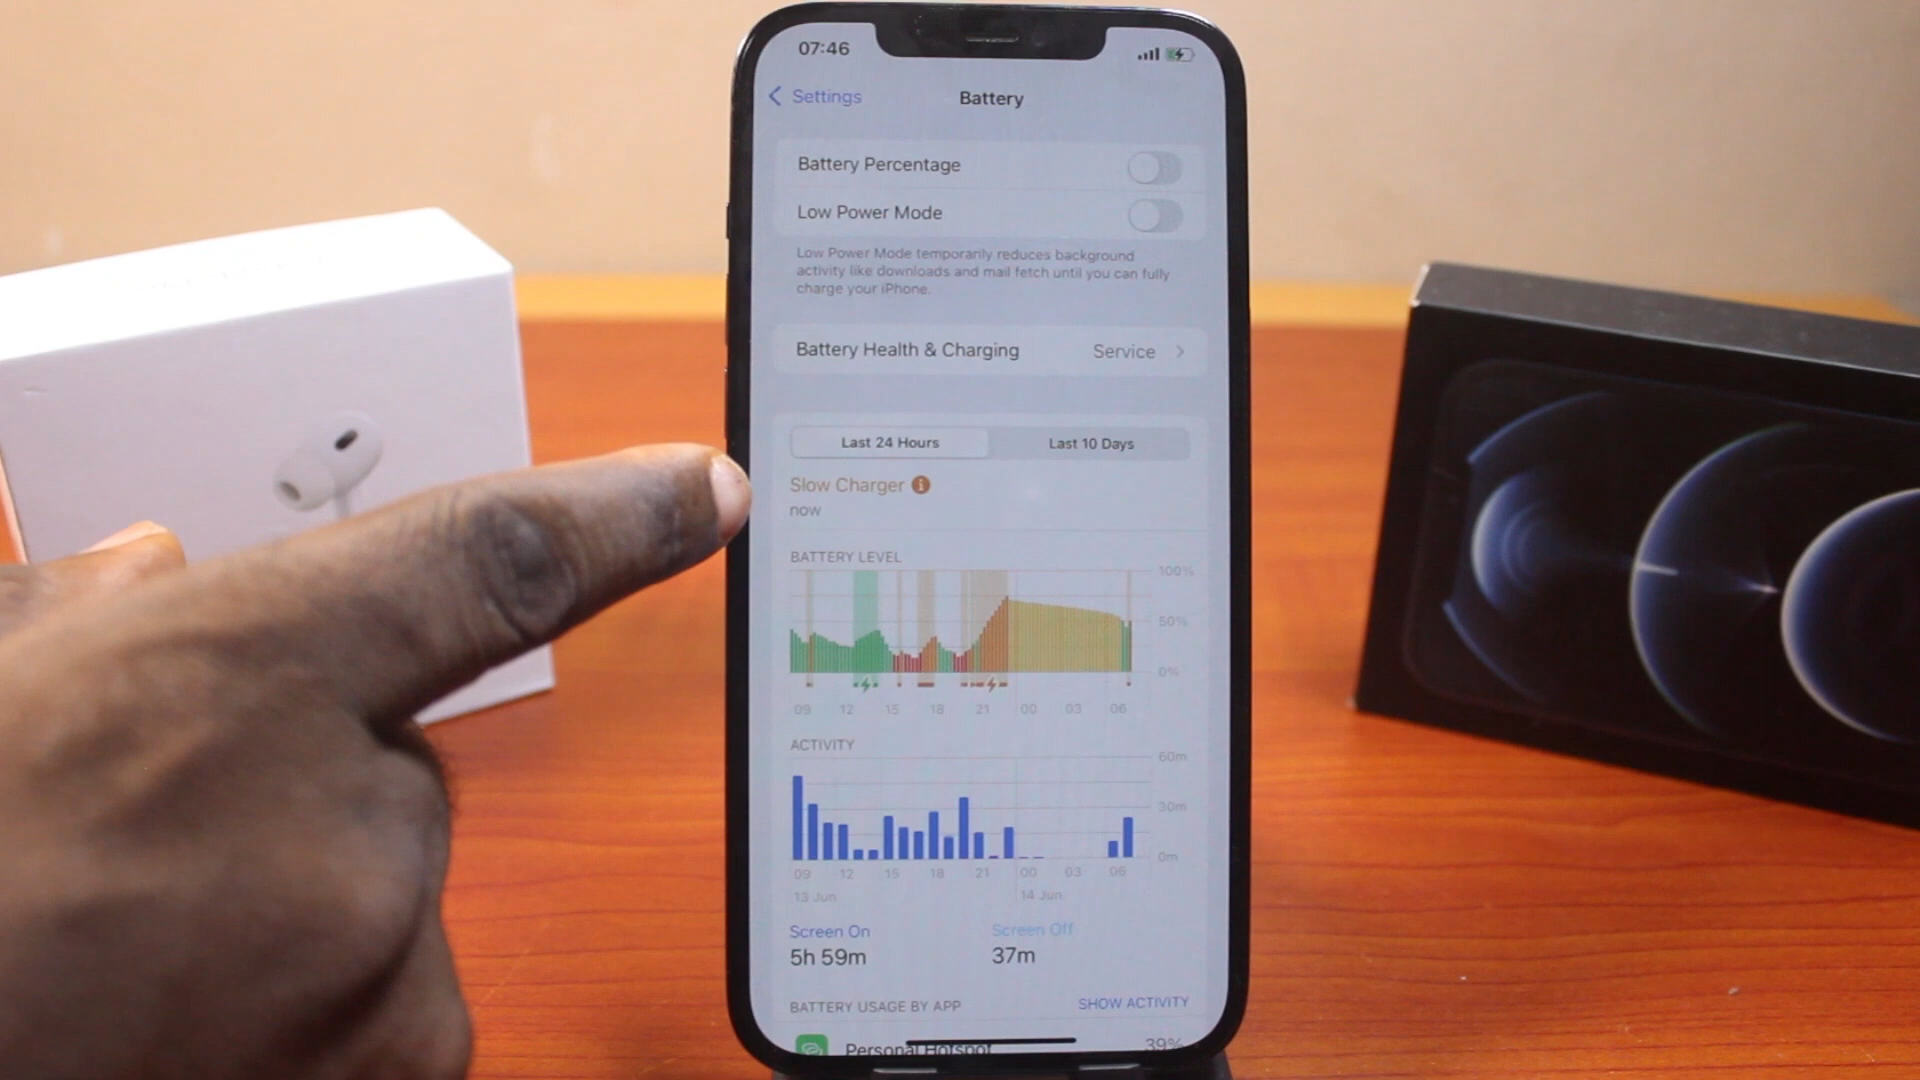 07:46
Settings
Battery
Battery Percentage
Low Power Mode
Low Power Mode temporarily reduces background
activity like downloads and mail fetch until you can fully
charge your iPhone.
Battery Health & Charging Service
Last 24 Hours Last 10 Days
Slow Charger
now
BATTERY LEVEL
100%
50%
0%
09 12 15 18 21 00 03 06
ACTIVITY
60m
30m
0m
09 12 15 18 21 00 03 06
13 Jun 14 Jun
Screen On Screen Off
5h 59m 37m
BATTERY USAGE BY APP SHOW ACTIVITY
Personal Hotspot 39%